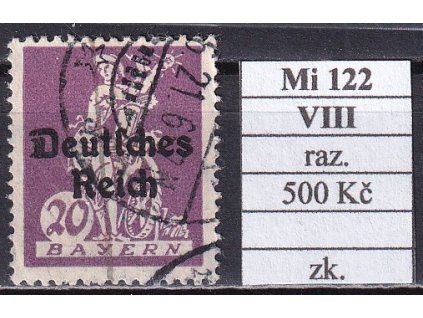 Deutsches
Reich
20
BAYERN
Mi 122
VIII
raz.
500 Kč
zk.